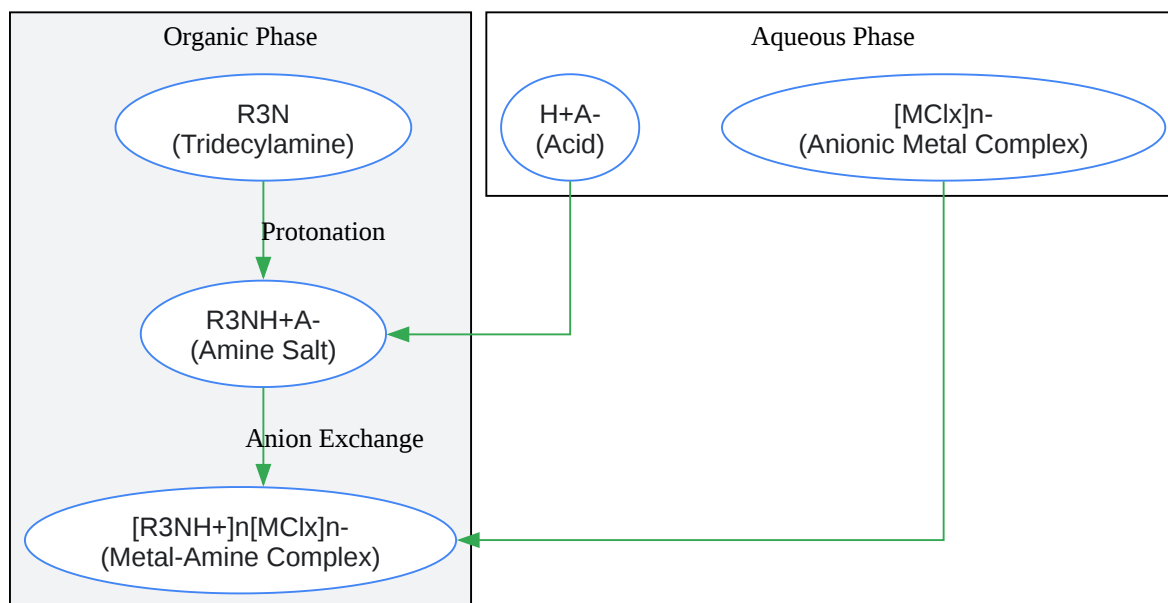 Organic Phase
Aqueous Phase
R3N
(Tridecylamine)
H+A-
(Acid)
[MClx]n-
(Anionic Metal Complex)
Protonation
R3NH+A-
(Amine Salt)
Anion Exchange
[R3NH+]n[MClx]n-
(Metal-Amine Complex)